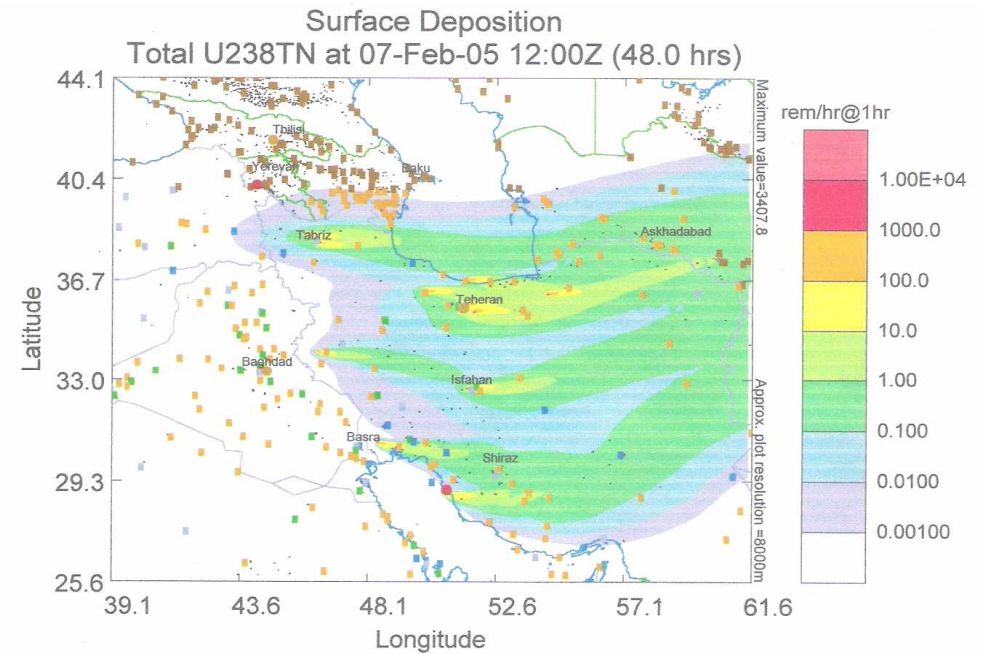 Surface Deposition
Total U238TN at 07-Feb-05 12:00Z (48.0 hrs)
44.1
40.4
36.7
33.0
29.3
25.6
Latitude
39.1
43.6
48.1
52.6
57.1
61.6
Longitude
Tbilisi
Yerevan
Baku
Tabriz
Askhadabad
Teheran
Baghdad
Isfahan
Basra
Shiraz
Maximum value=3407.8
Approx. plot resolution =8000m
rem/hr@1hr
1.00E+04
1000.0
100.0
10.0
1.00
0.100
0.0100
0.00100